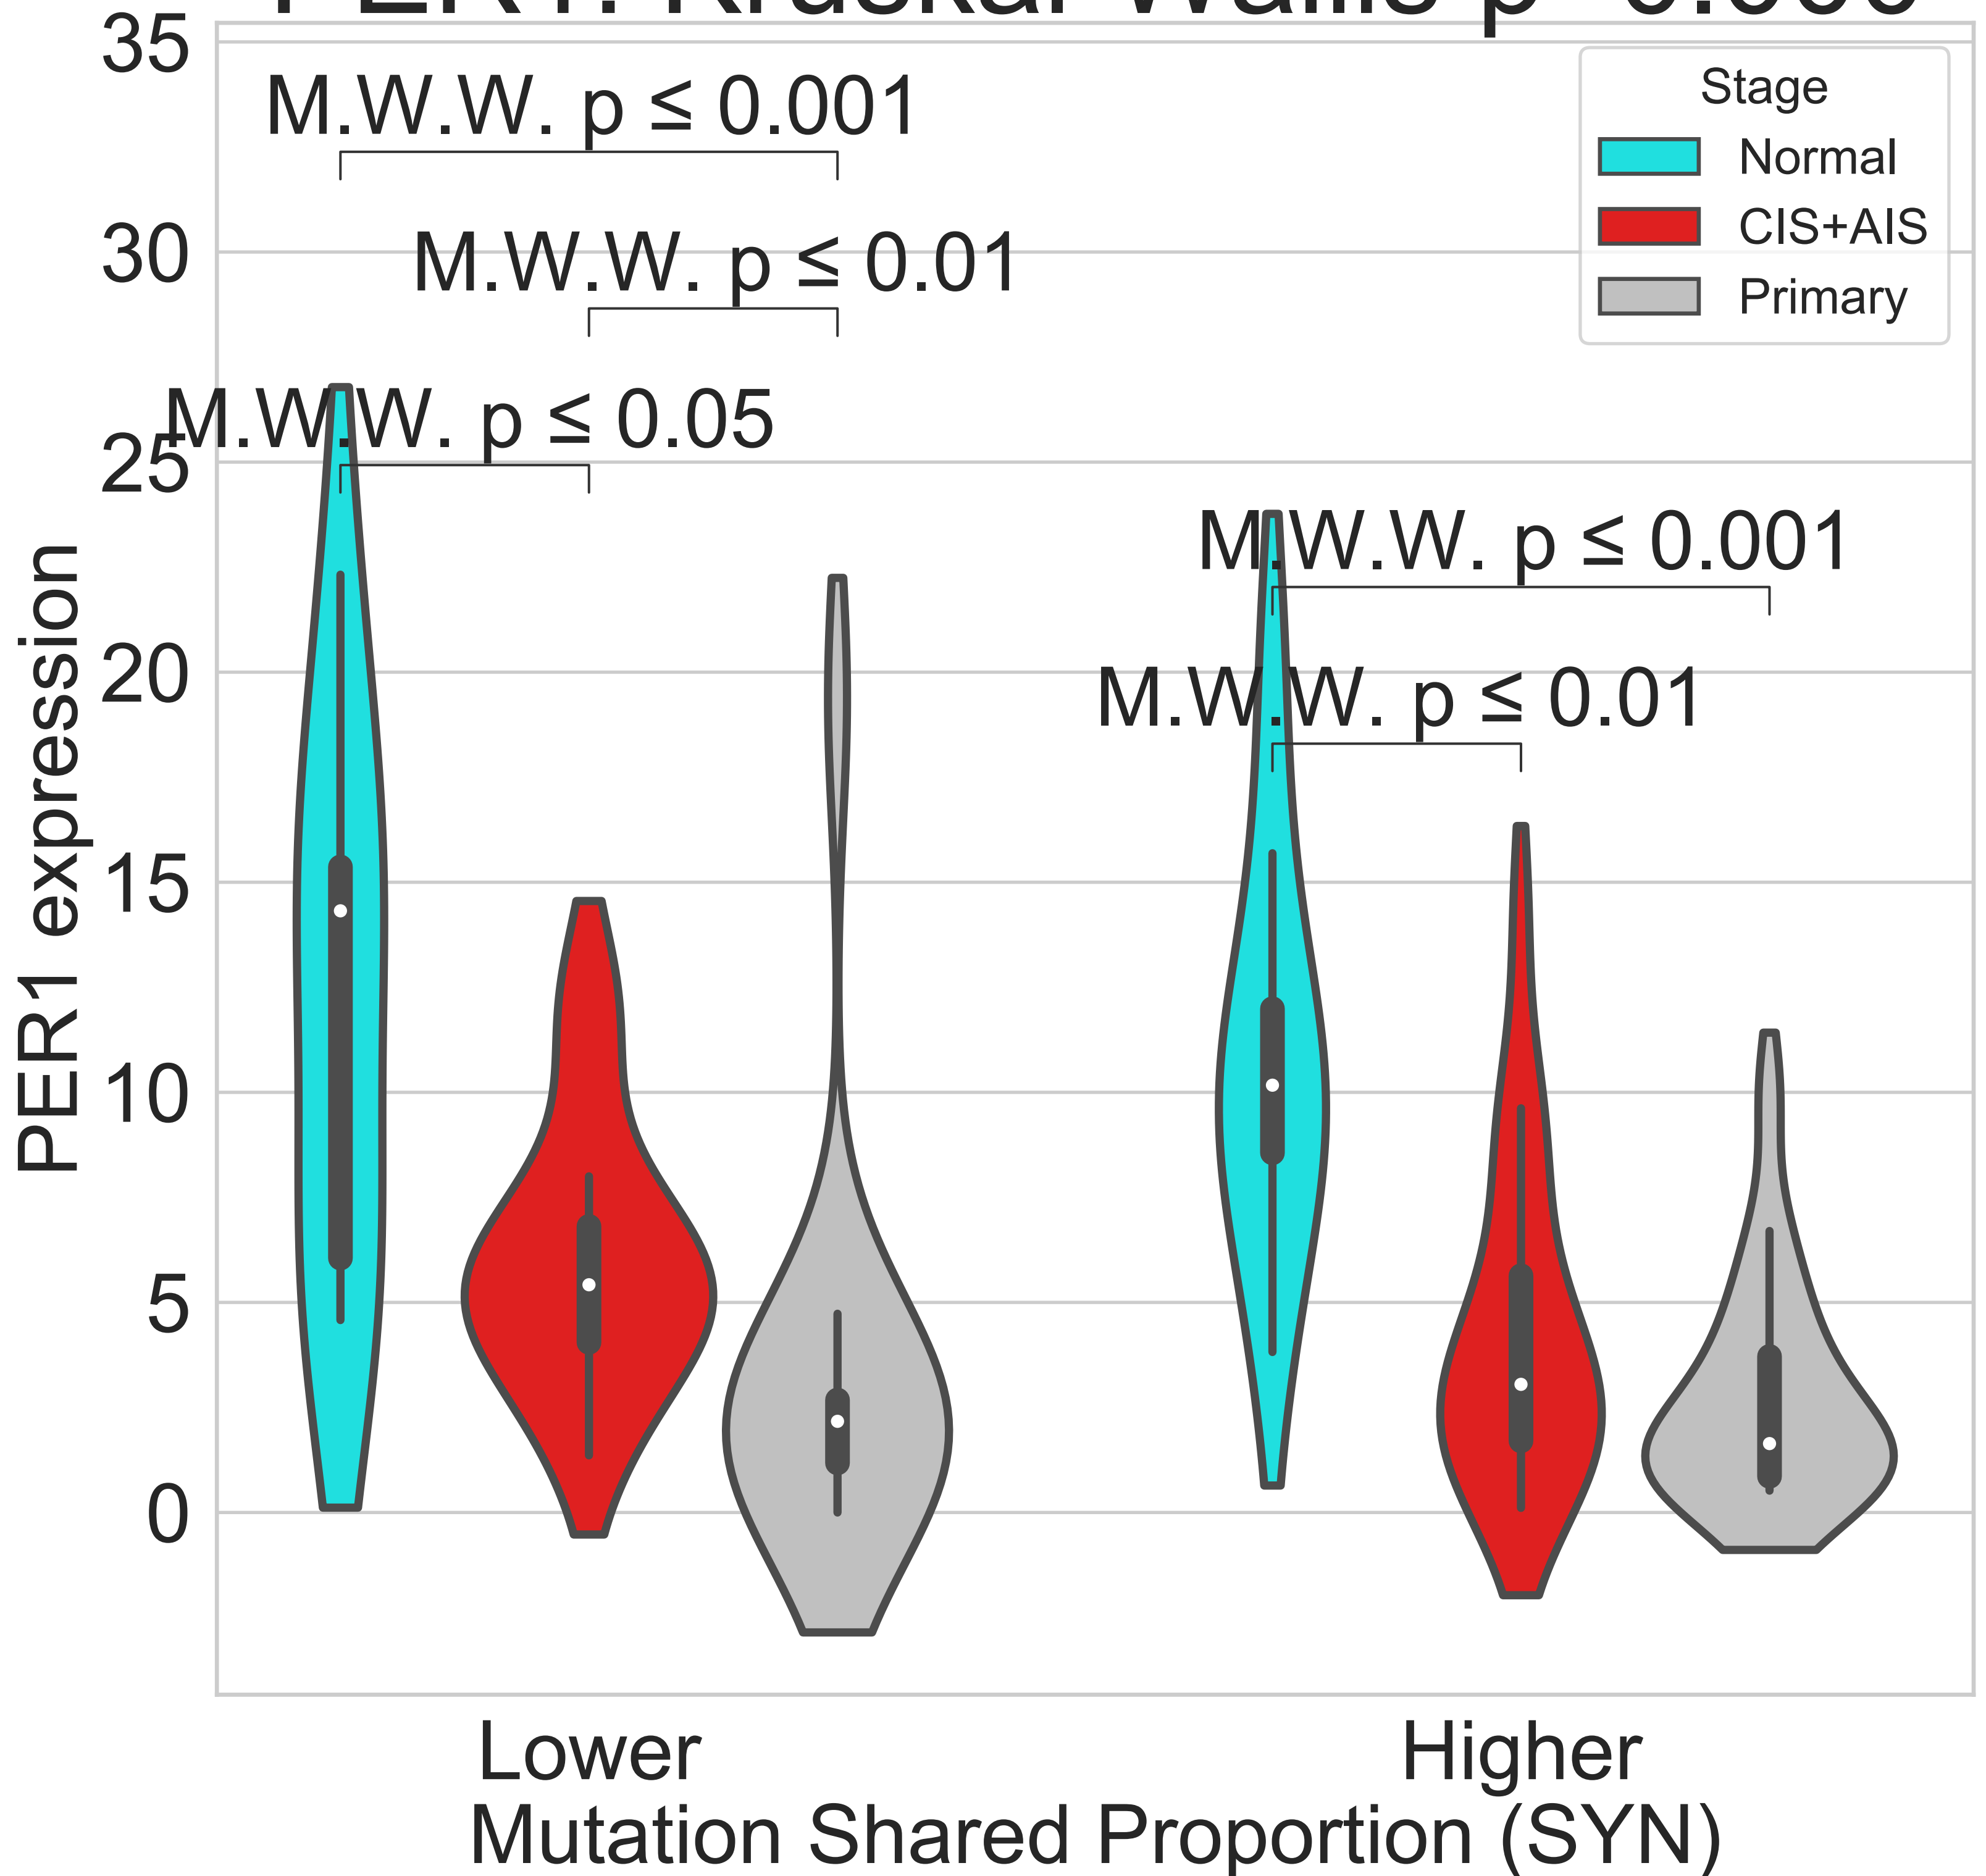 35
M.W.W. p ≤ 0.001
Stage
Normal
CIS+AIS
Primary
30
M.W.W. p ≤ 0.01
M.W.W. p ≤ 0.05
25
M.W.W. p ≤ 0.001
20
M.W.W. p ≤ 0.01
15
10
5
0
PER1 expression
Lower
Higher
Mutation Shared Proportion (SYN)